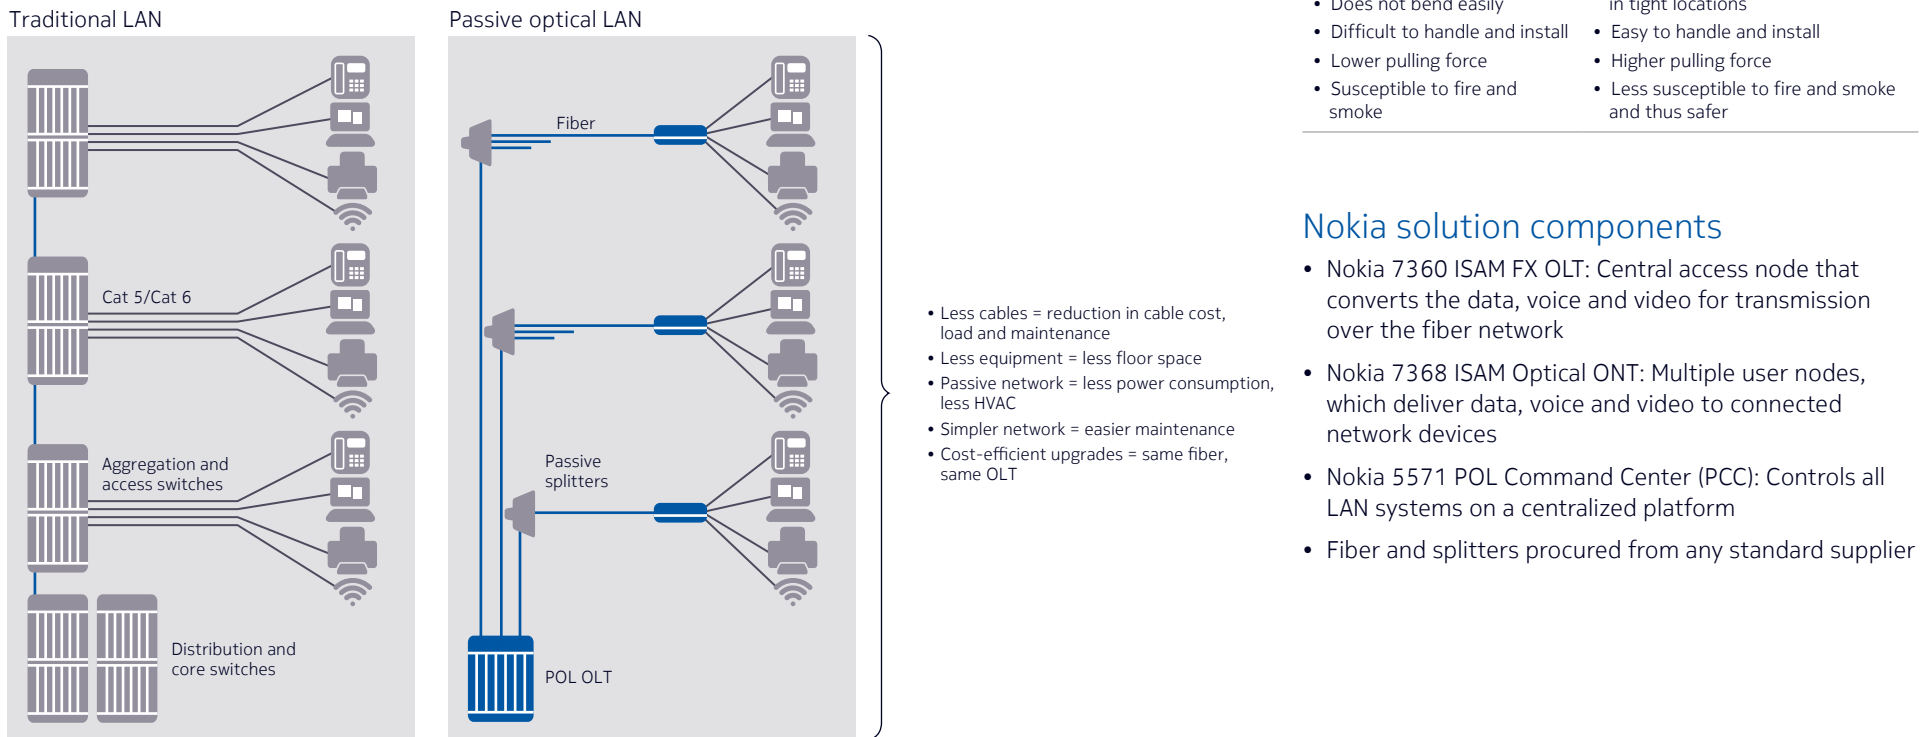 Traditional LAN
Cat 5/Cat 6
Aggregation and
access switches
Distribution and
core switches
Passive optical LAN
Fiber
Passive
splitters
POL OLT
• Less cables = reduction in cable cost,
load and maintenance
• Less equipment = less floor space
• Passive network = less power consumption,
less HVAC
• Simpler network = easier maintenance
• Cost-efficient upgrades = same fiber,
same OLT
• Does not bend easily
• Difficult to handle and install
• Lower pulling force
• Susceptible to fire and
smoke
in tight locations
• Easy to handle and install
• Higher pulling force
• Less susceptible to fire and smoke
and thus safer
Nokia solution components
• Nokia 7360 ISAM FX OLT: Central access node that
converts the data, voice and video for transmission
over the fiber network
• Nokia 7368 ISAM Optical ONT: Multiple user nodes,
which deliver data, voice and video to connected
network devices
• Nokia 5571 POL Command Center (PCC): Controls all
LAN systems on a centralized platform
• Fiber and splitters procured from any standard supplier